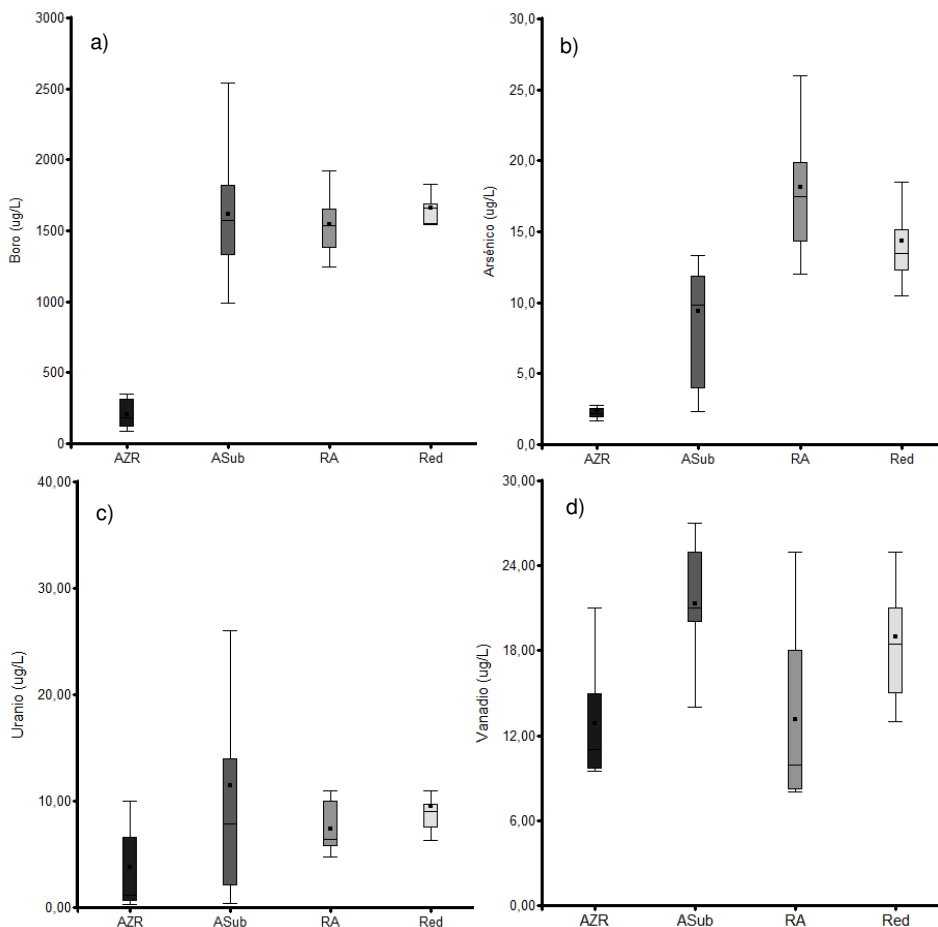 a)
Boro (ug/L)
3000
2500
2000
1500
1000
500
0
AZR ASub RA Red
b)
Arsénico (ug/L)
30,0
25,0
20,0
15,0
10,0
5,0
0,0
AZR ASub RA Red
c)
Uranio (ug/L)
40,00
30,00
20,00
10,00
0,00
AZR ASub RA Red
d)
Vanadio (ug/L)
30,00
24,00
18,00
12,00
6,00
0,00
AZR ASub RA Red